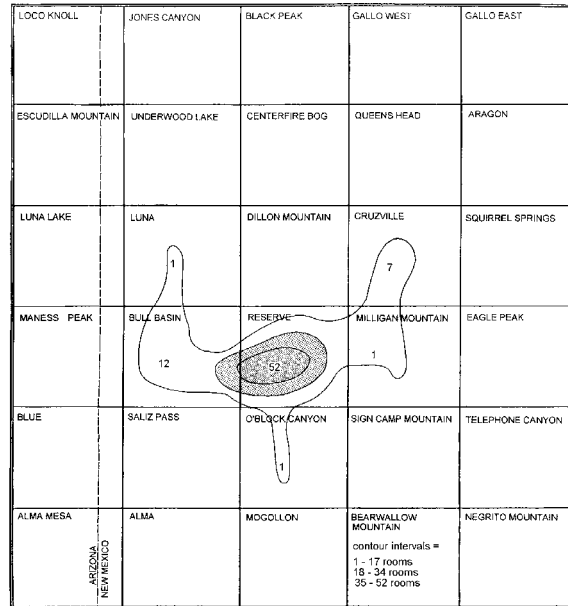 LOCO KNOLL
JONES CANYON
BLACK PEAK
GALLO WEST
GALLO EAST
ESCUDILLA MOUNTAIN
UNDERWOOD LAKE
CENTERFIRE BOG
QUEENS HEAD
ARAGON
LUNA LAKE
LUNA
DILLON MOUNTAIN
CRUZVILLE
SQUIRREL SPRINGS
1
7
MANESS PEAK
BULL BASIN
RESERVE
MILLIGAN MOUNTAIN
EAGLE PEAK
12
52
1
BLUE
SALIZ PASS
O'BLOCK CANYON
SIGN CAMP MOUNTAIN
TELEPHONE CANYON
1
ALMA MESA
ALMA
MOGOLLON
BEARWALLOW
MOUNTAIN
NEGRITO MOUNTAIN
ARIZONA
NEW MEXICO
contour intervals =
1 - 17 rooms
18 - 34 rooms
35 - 52 rooms